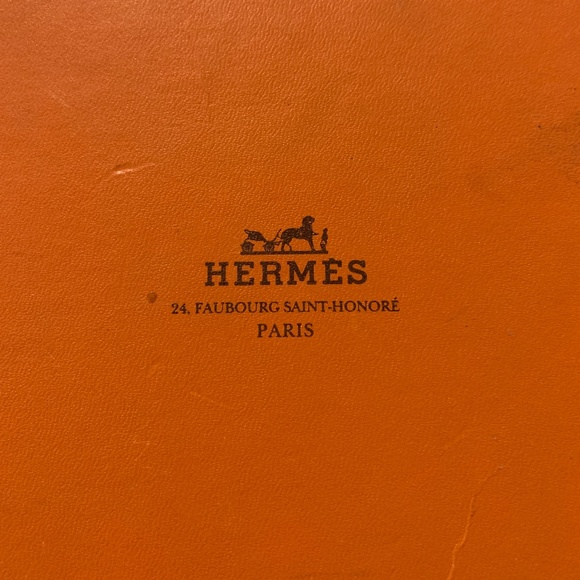 HERMÈS
24, FAUBOURG SAINT-HONORÉ
PARIS